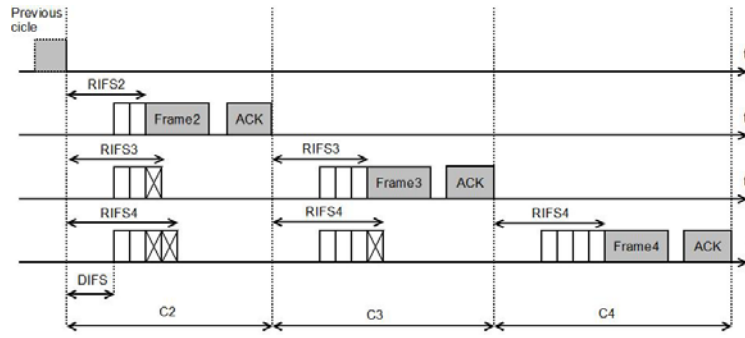 Previous
cicle
t
RIFS2
Frame2 ACK
t
RIFS3 RIFS3
Frame3 ACK
t
RIFS4 RIFS4 RIFS4
Frame4 ACK
t
DIFS
C2 C3 C4